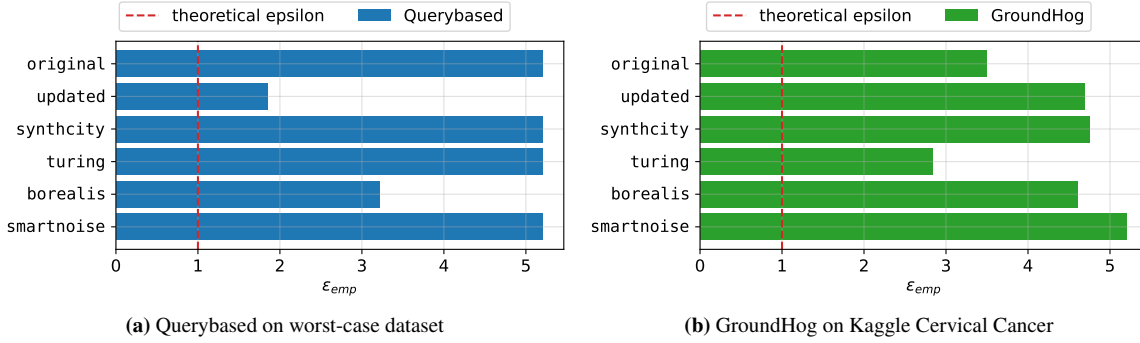 theoretical epsilon Querybased
original
updated
synthcity
turing
borealis
smartnoise
0 1 2 3 4 5
ε_emp
(a) Querybased on worst-case dataset
theoretical epsilon GroundHog
original
updated
synthcity
turing
borealis
smartnoise
0 1 2 3 4 5
ε_emp
(b) GroundHog on Kaggle Cervical Cancer